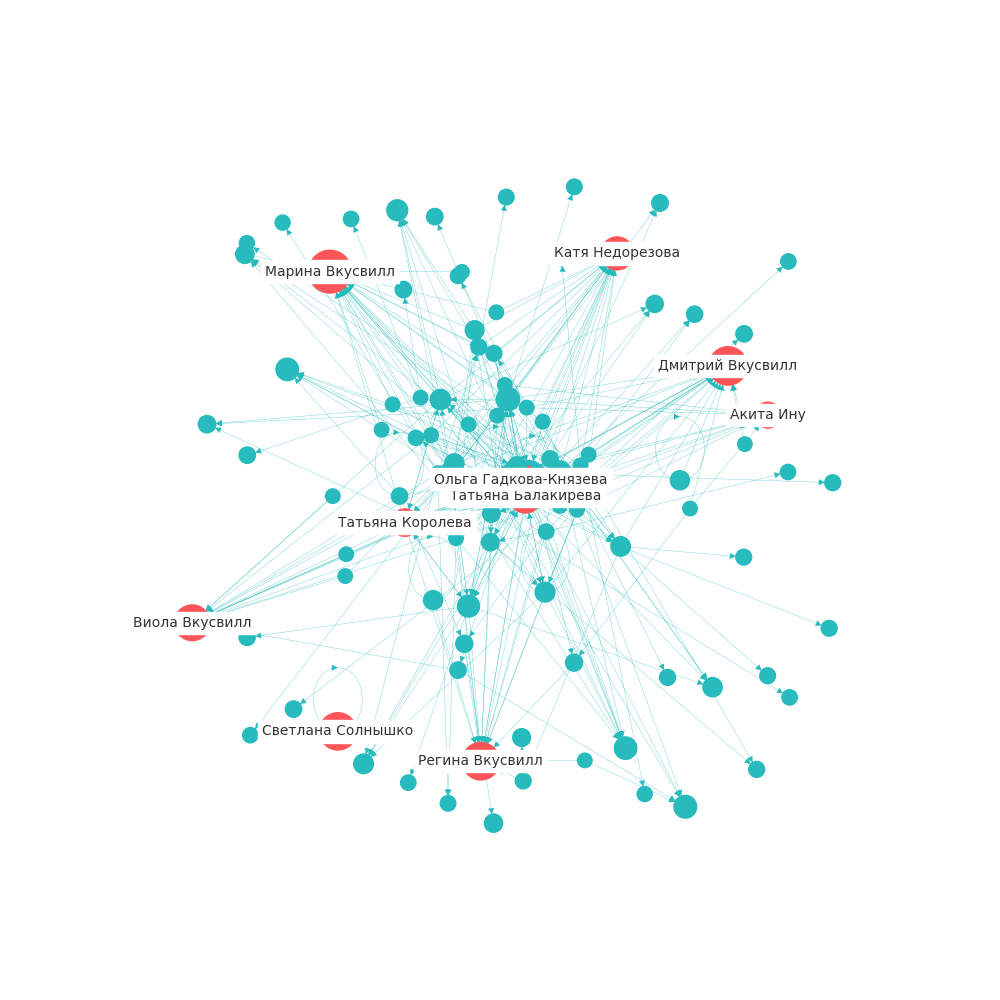 Катя Недорезова
Марина Вкусвилл
Дмитрий Вкусвилл
Акита Ину
Ольга Гадкова-Князева
Татьяна Балакирева
Татьяна Королева
Виола Вкусвилл
Светлана Солнышко
Регина Вкусвилл